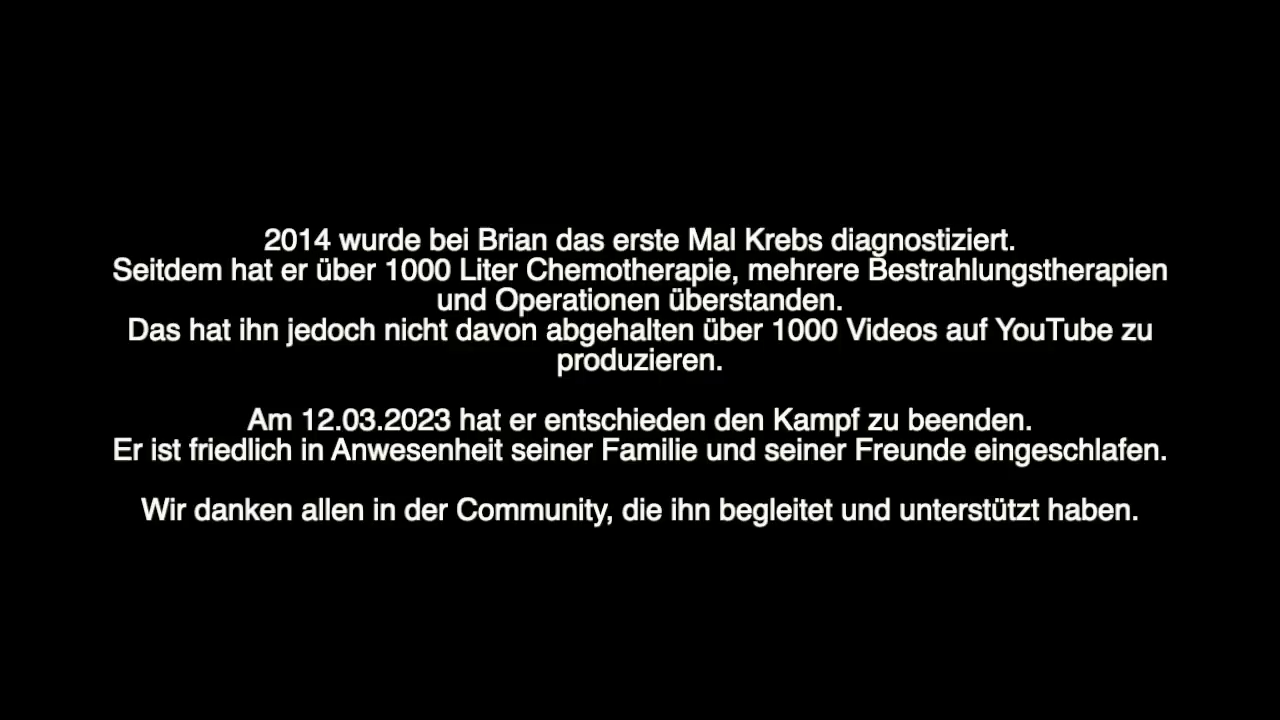 2014 wurde bei Brian das erste Mal Krebs diagnostiziert.
Seitdem hat er über 1000 Liter Chemotherapie, mehrere Bestrahlungstherapien
und Operationen überstanden.
Das hat ihn jedoch nicht davon abgehalten über 1000 Videos auf YouTube zu
produzieren.
Am 12.03.2023 hat er entschieden den Kampf zu beenden.
Er ist friedlich in Anwesenheit seiner Familie und seiner Freunde eingeschlafen.
Wir danken allen in der Community, die ihn begleitet und unterstützt haben.